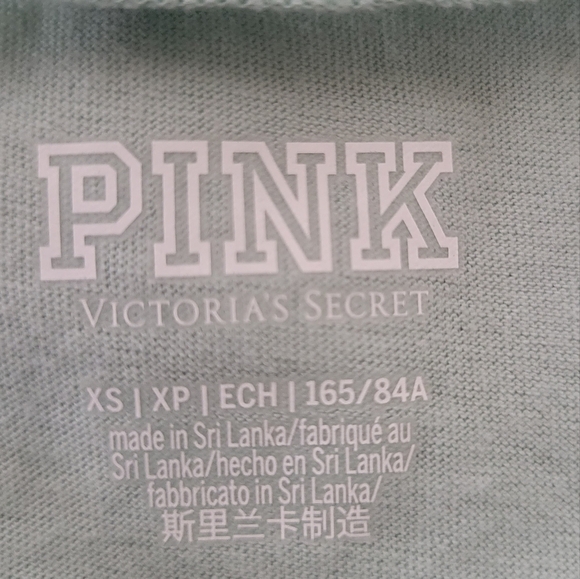 PINK
VICTORIA'S SECRET
XS | XP | ECH | 165/84A
made in Sri Lanka/fabriqué au
Sri Lanka/hecho en Sri Lanka/
fabbricato in Sri Lanka/
斯里兰卡制造